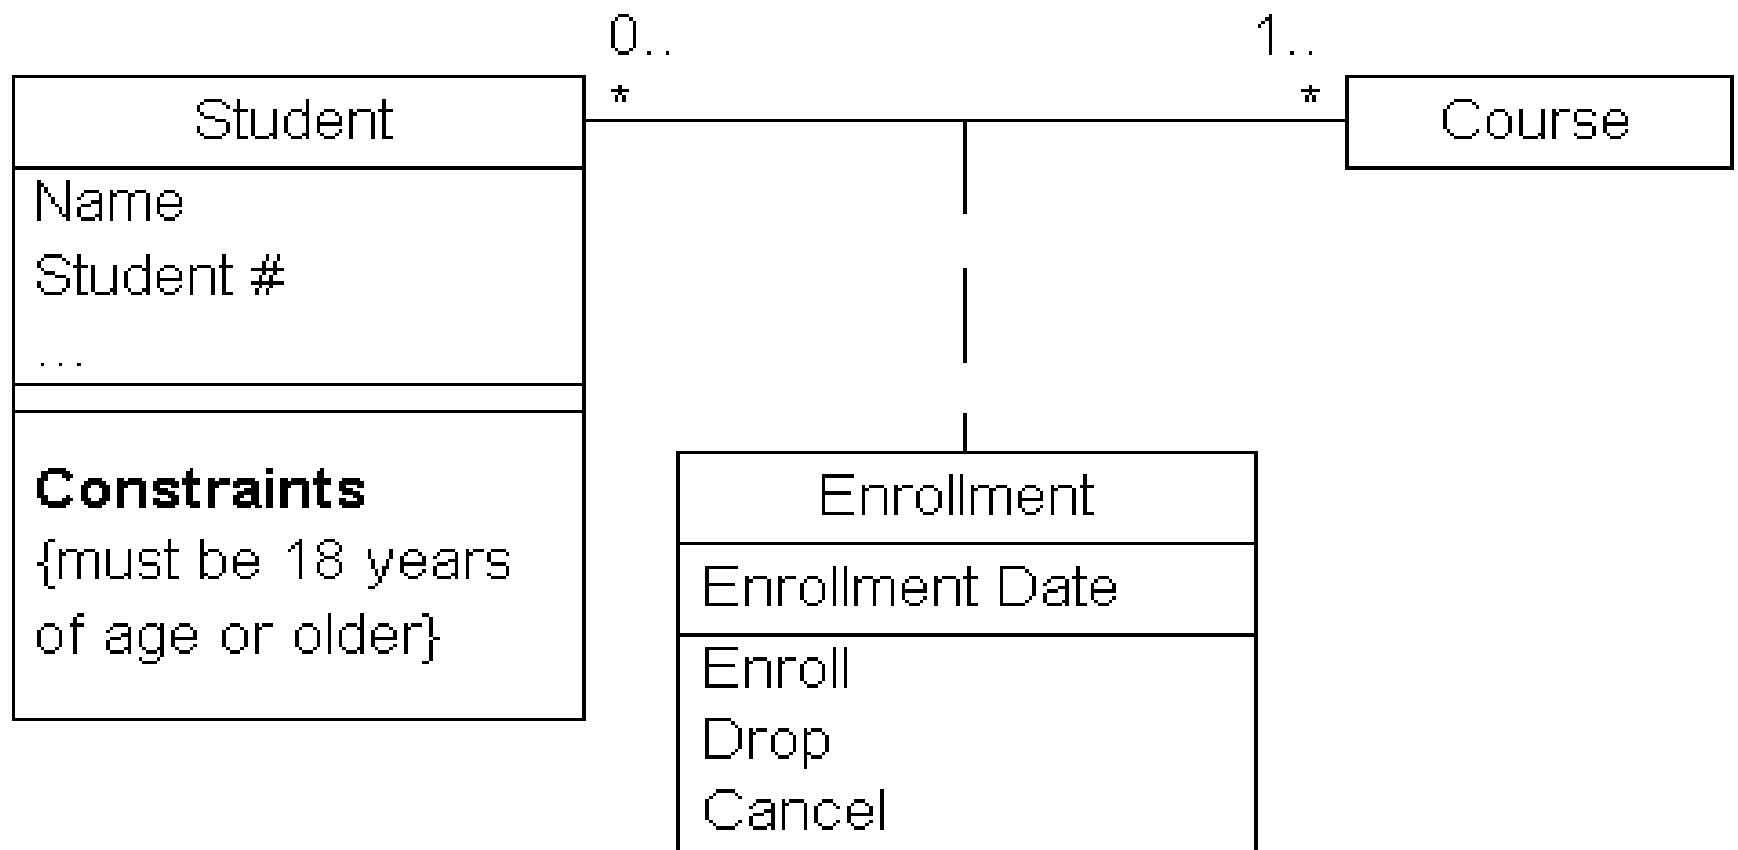 0..
1..
*
*
Student
Course
Name
Student #
...
Constraints
{must be 18 years
of age or older}
Enrollment
Enrollment Date
Enroll
Drop
Cancel